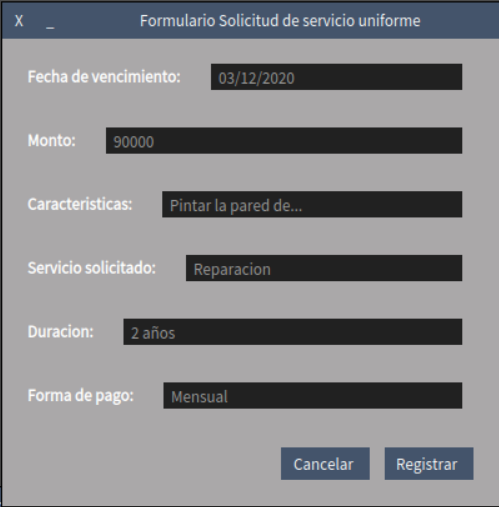 X _ Formulario Solicitud de servicio uniforme
Fecha de vencimiento: 03/12/2020
Monto: 90000
Caracteristicas: Pintar la pared de...
Servicio solicitado: Reparacion
Duracion: 2 años
Forma de pago: Mensual
Cancelar Registrar